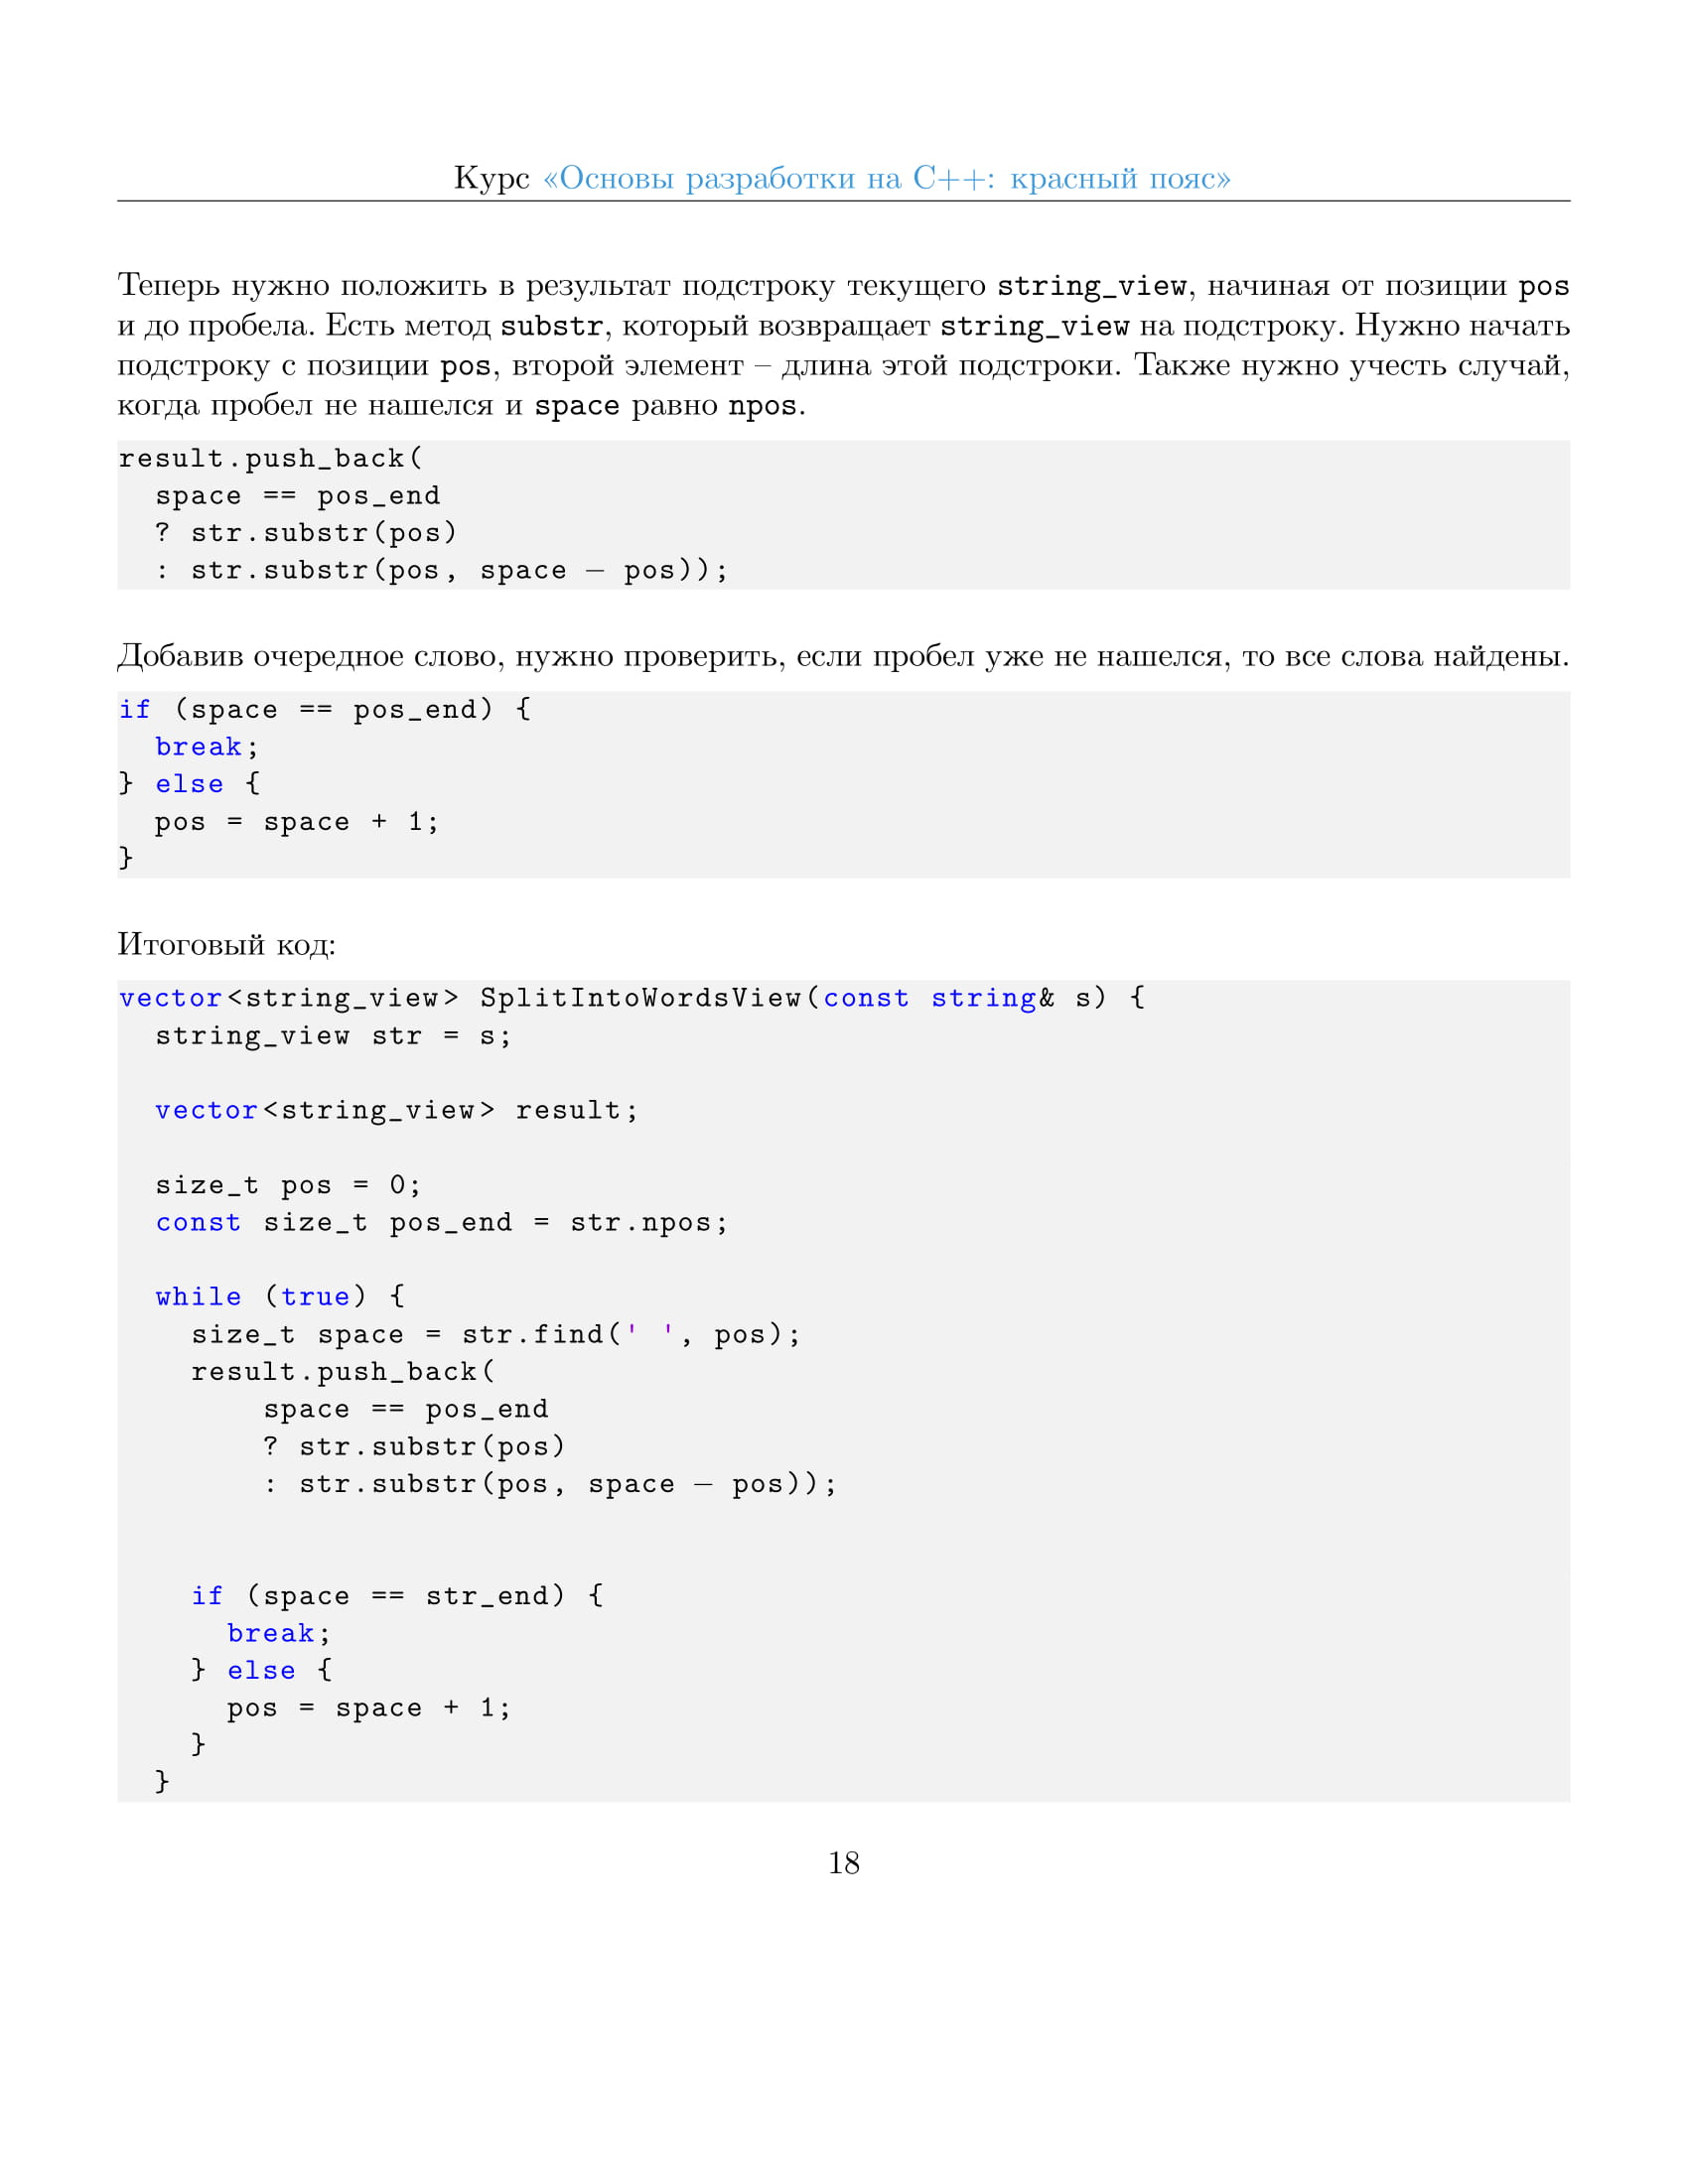 Курс «Основы разработки на C++: красный пояс»
Теперь нужно положить в результат подстроку текущего string_view, начиная от позиции pos
и до пробела. Есть метод substr, который возвращает string_view на подстроку. Нужно начать
подстроку с позиции pos, второй элемент – длина этой подстроки. Также нужно учесть случай,
когда пробел не нашелся и space равно npos.
result.push_back(
  space == pos_end
  ? str.substr(pos)
  : str.substr(pos, space − pos));
Добавив очередное слово, нужно проверить, если пробел уже не нашелся, то все слова найдены.
if (space == pos_end) {
  break;
} else {
  pos = space + 1;
}
Итоговый код:
vector<string_view> SplitIntoWordsView(const string& s) {
  string_view str = s;

  vector<string_view> result;

  size_t pos = 0;
  const size_t pos_end = str.npos;

  while (true) {
    size_t space = str.find(' ', pos);
    result.push_back(
        space == pos_end
        ? str.substr(pos)
        : str.substr(pos, space − pos));

    if (space == str_end) {
      break;
    } else {
      pos = space + 1;
    }
  }
18